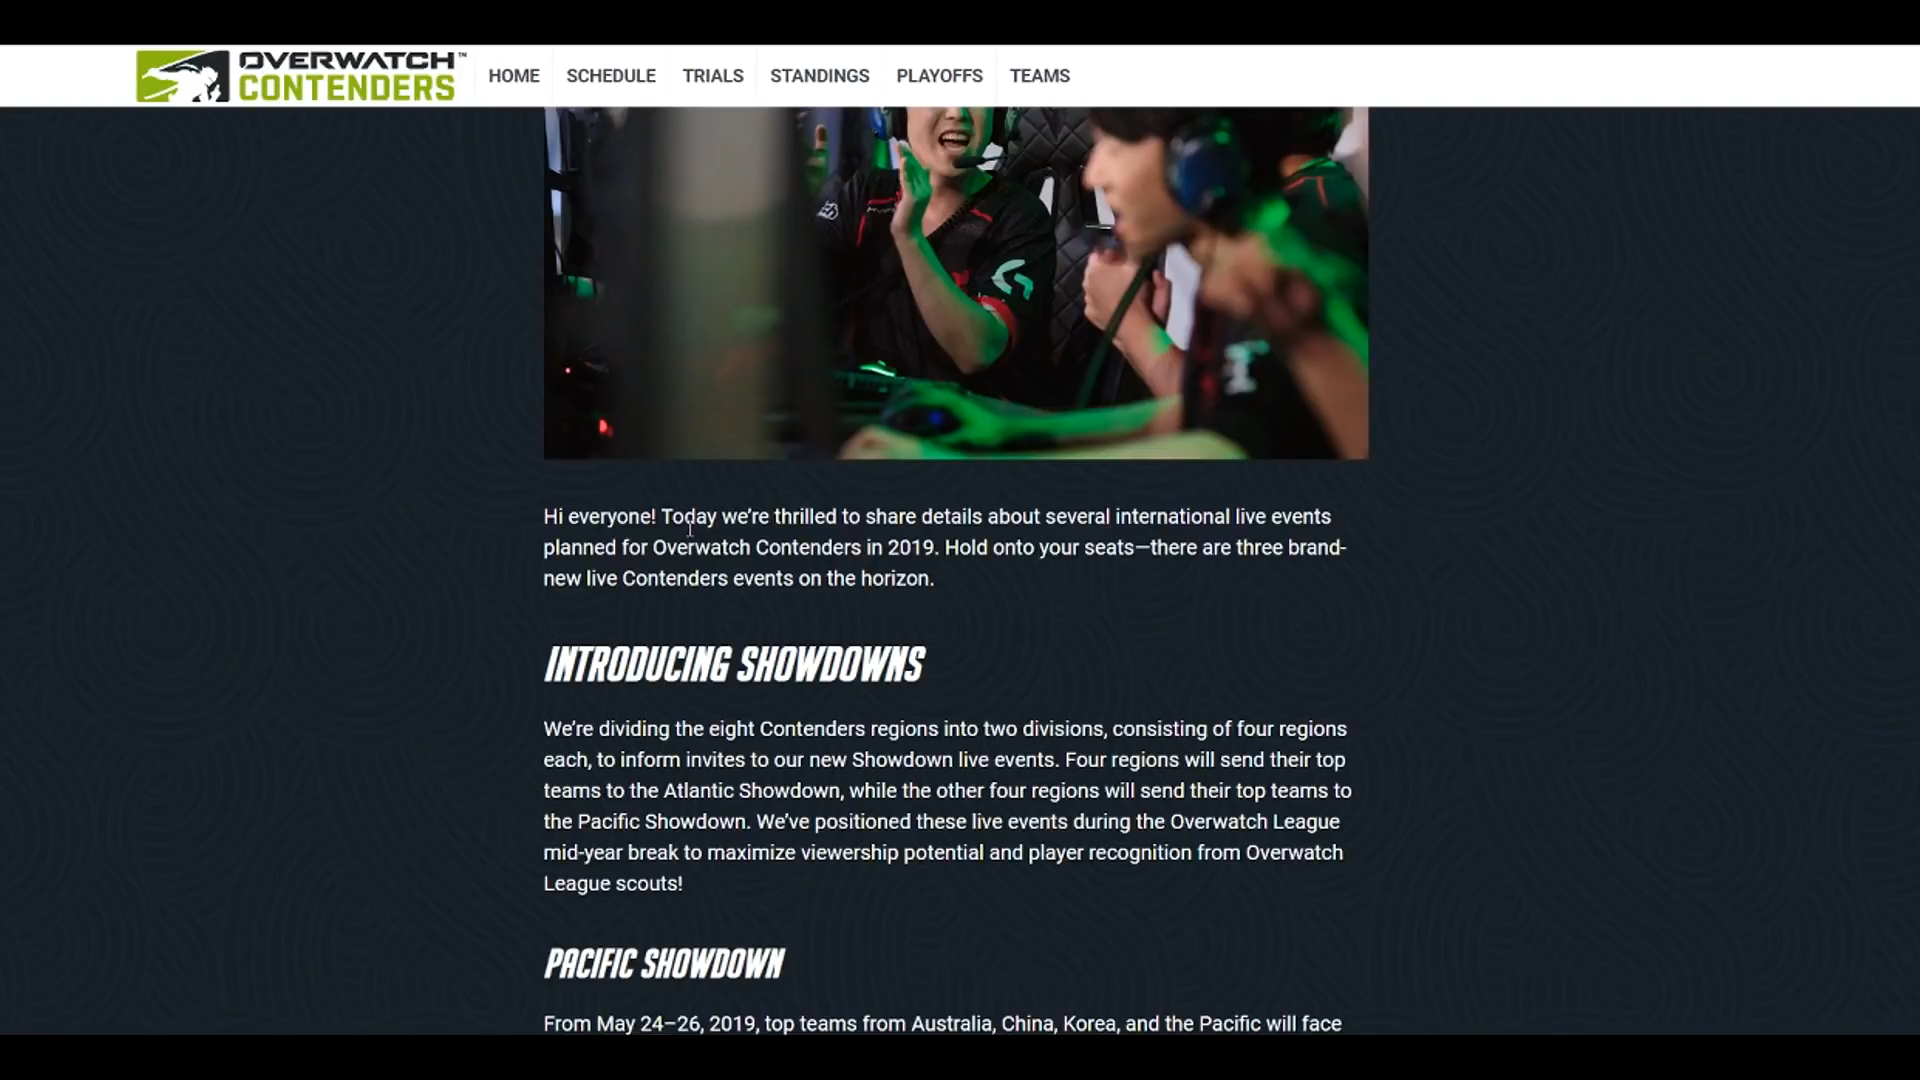 OVERWATCH™
CONTENDERS
HOME SCHEDULE TRIALS STANDINGS PLAYOFFS TEAMS
Hi everyone! Today we’re thrilled to share details about several international live events
planned for Overwatch Contenders in 2019. Hold onto your seats—there are three brand-
new live Contenders events on the horizon.
INTRODUCING SHOWDOWNS
We’re dividing the eight Contenders regions into two divisions, consisting of four regions
each, to inform invites to our new Showdown live events. Four regions will send their top
teams to the Atlantic Showdown, while the other four regions will send their top teams to
the Pacific Showdown. We’ve positioned these live events during the Overwatch League
mid-year break to maximize viewership potential and player recognition from Overwatch
League scouts!
PACIFIC SHOWDOWN
From May 24–26, 2019, top teams from Australia, China, Korea, and the Pacific will face